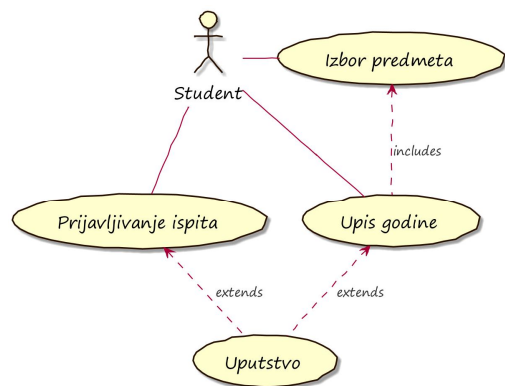 Izbor predmeta
Student
includes
Prijavljivanje ispita
Upis godine
extends
extends
Uputstvo